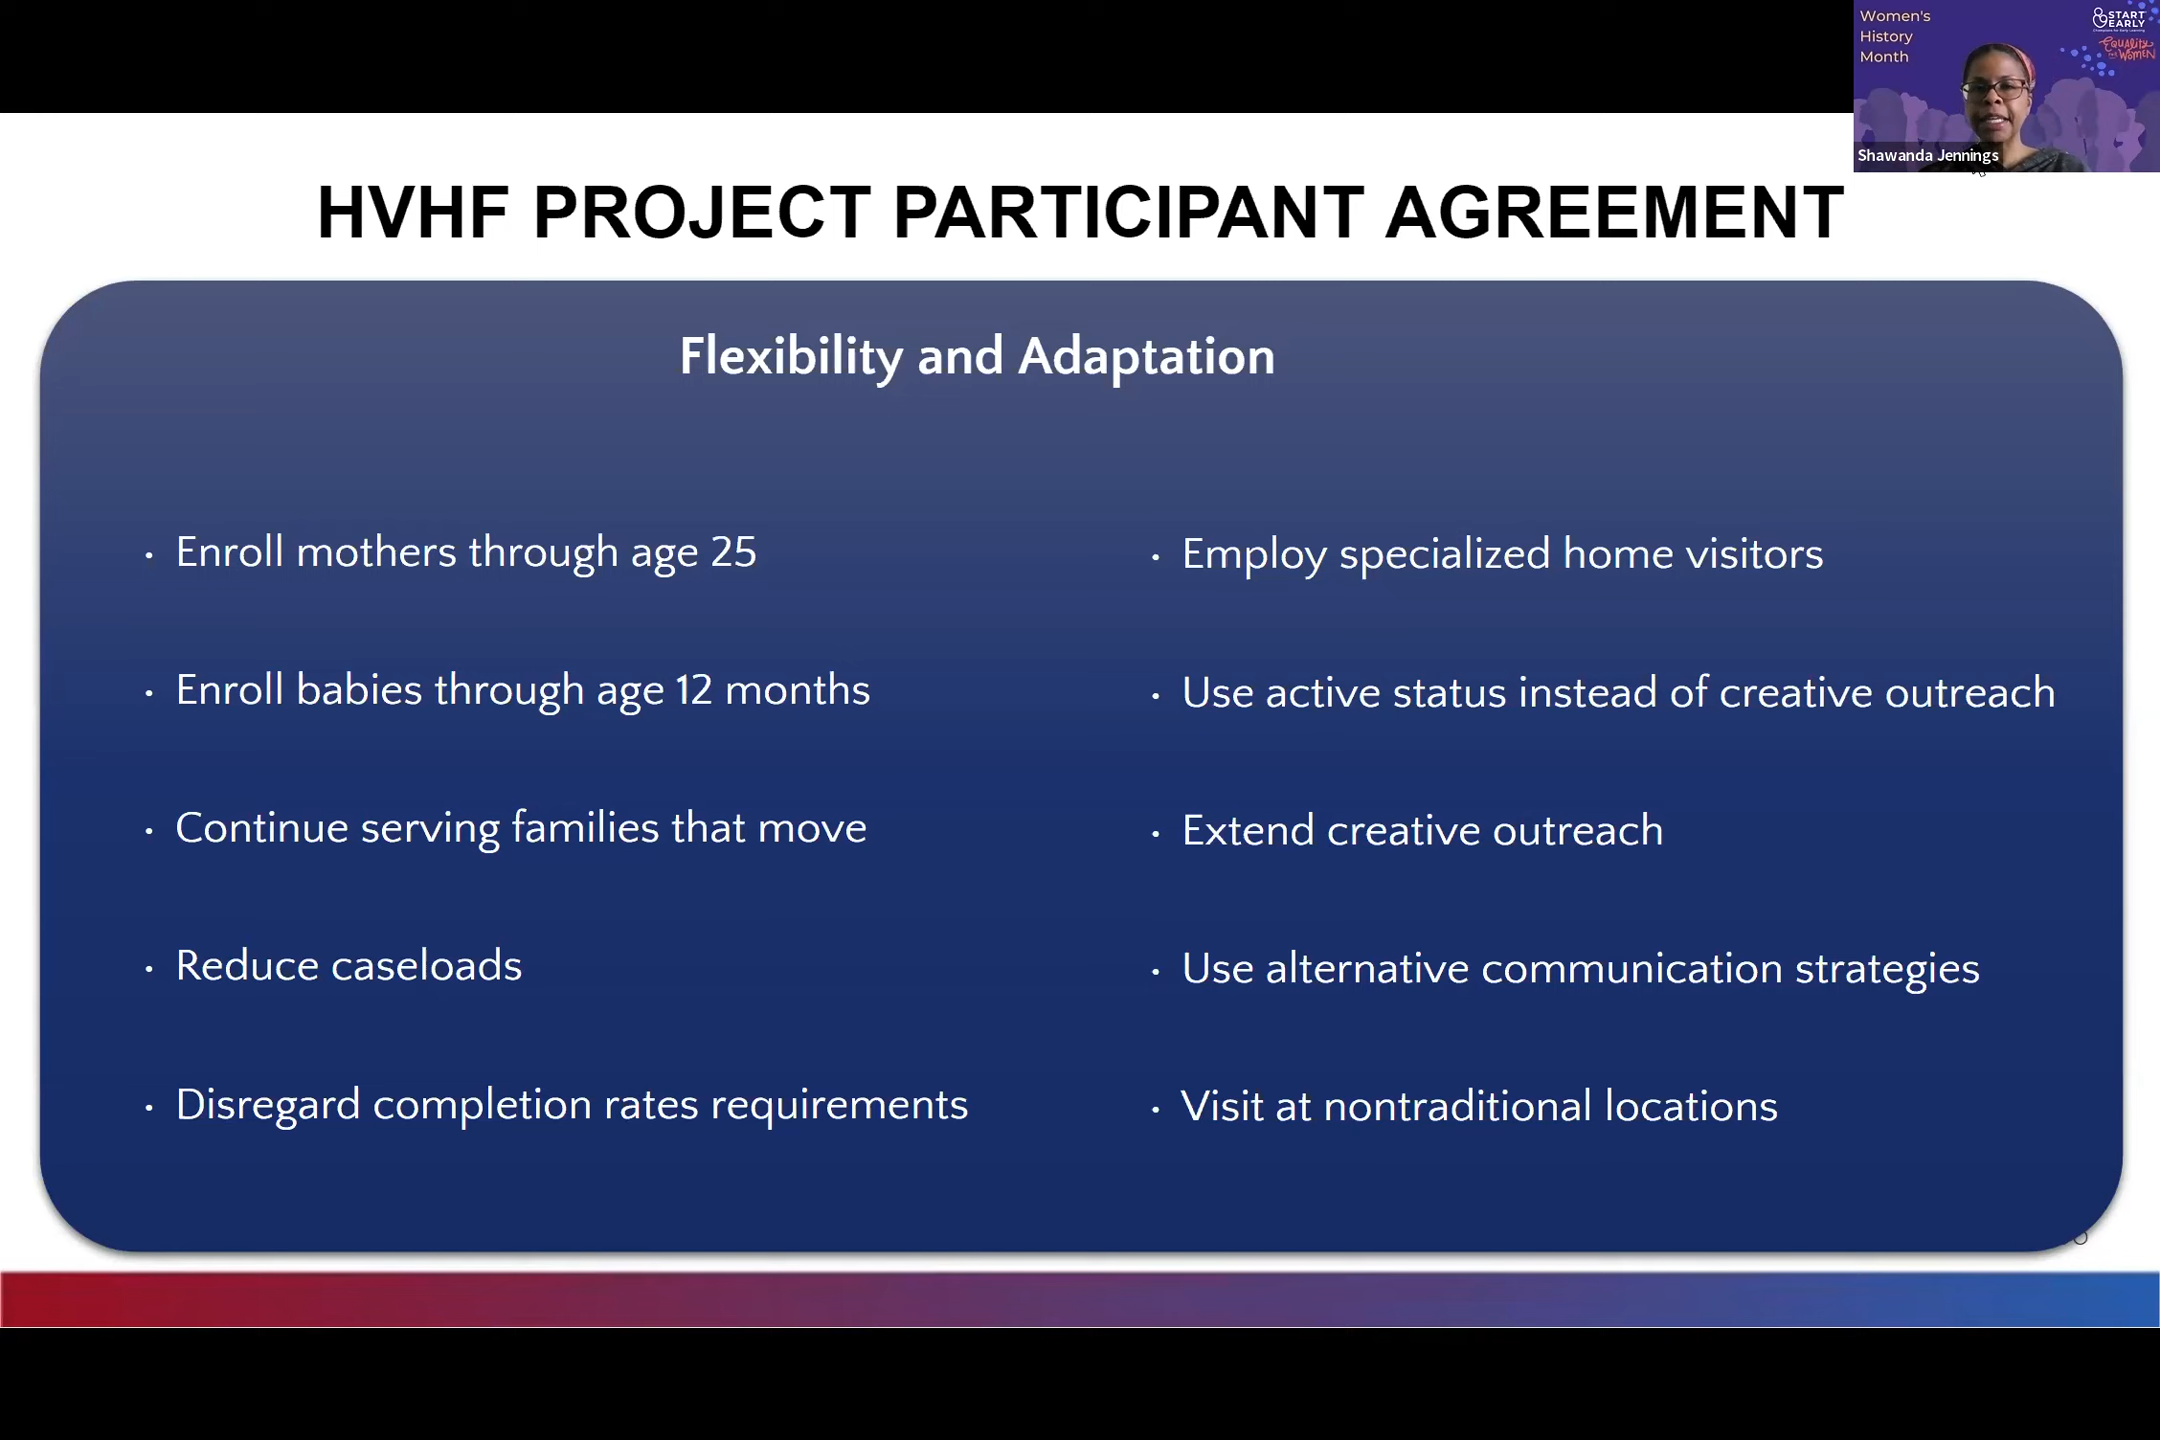 Women's
History
Month
START
EARLY
Equality
Women
Shawanda Jennings
HVHF PROJECT PARTICIPANT AGREEMENT
Flexibility and Adaptation
• Enroll mothers through age 25
• Enroll babies through age 12 months
• Continue serving families that move
• Reduce caseloads
• Disregard completion rates requirements
• Employ specialized home visitors
• Use active status instead of creative outreach
• Extend creative outreach
• Use alternative communication strategies
• Visit at nontraditional locations